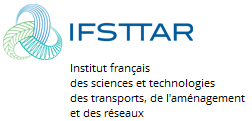 IFSTTAR
Institut français
des sciences et technologies
des transports, de l'aménagement
et des réseaux